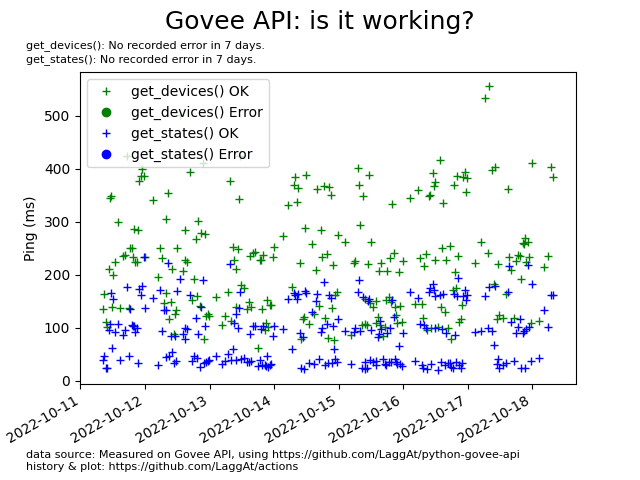 Govee API: is it working?
get_devices(): No recorded error in 7 days.
get_states(): No recorded error in 7 days.
get_devices() OK
get_devices() Error
get_states() OK
get_states() Error
Ping (ms)
500
400
300
200
100
0
2022-10-11
2022-10-12
2022-10-13
2022-10-14
2022-10-15
2022-10-16
2022-10-17
2022-10-18
data source: Measured on Govee API, using https://github.com/LaggAt/python-govee-api
history & plot: https://github.com/LaggAt/actions